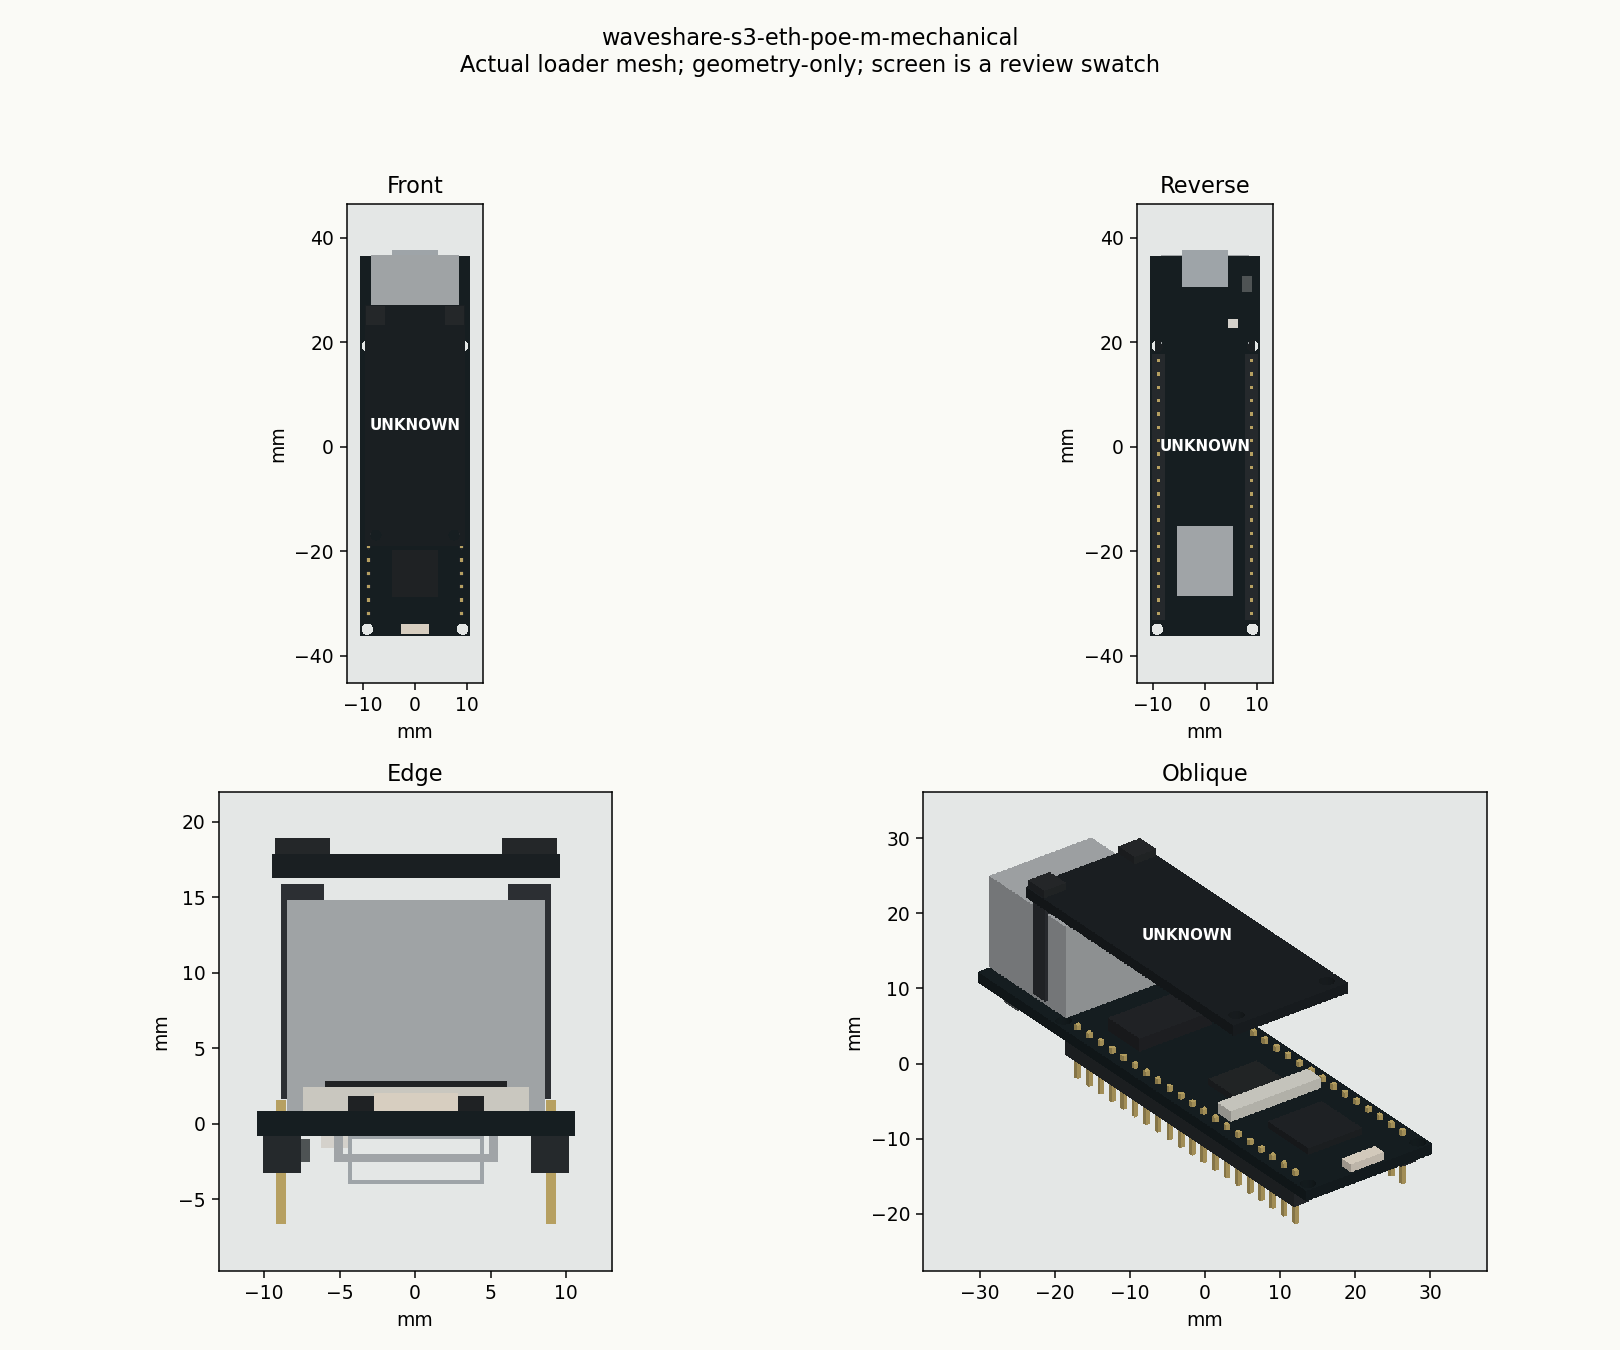 waveshare-s3-eth-poe-m-mechanical
Actual loader mesh; geometry-only; screen is a review swatch
Front
40
20
0
−20
−40
mm
UNKNOWN
−10 0 10
mm
Reverse
40
20
0
−20
−40
mm
UNKNOWN
−10 0 10
mm
Edge
20
15
10
5
0
−5
mm
−10 −5 0 5 10
mm
Oblique
30
20
10
0
−10
−20
mm
UNKNOWN
−30 −20 −10 0 10 20 30
mm